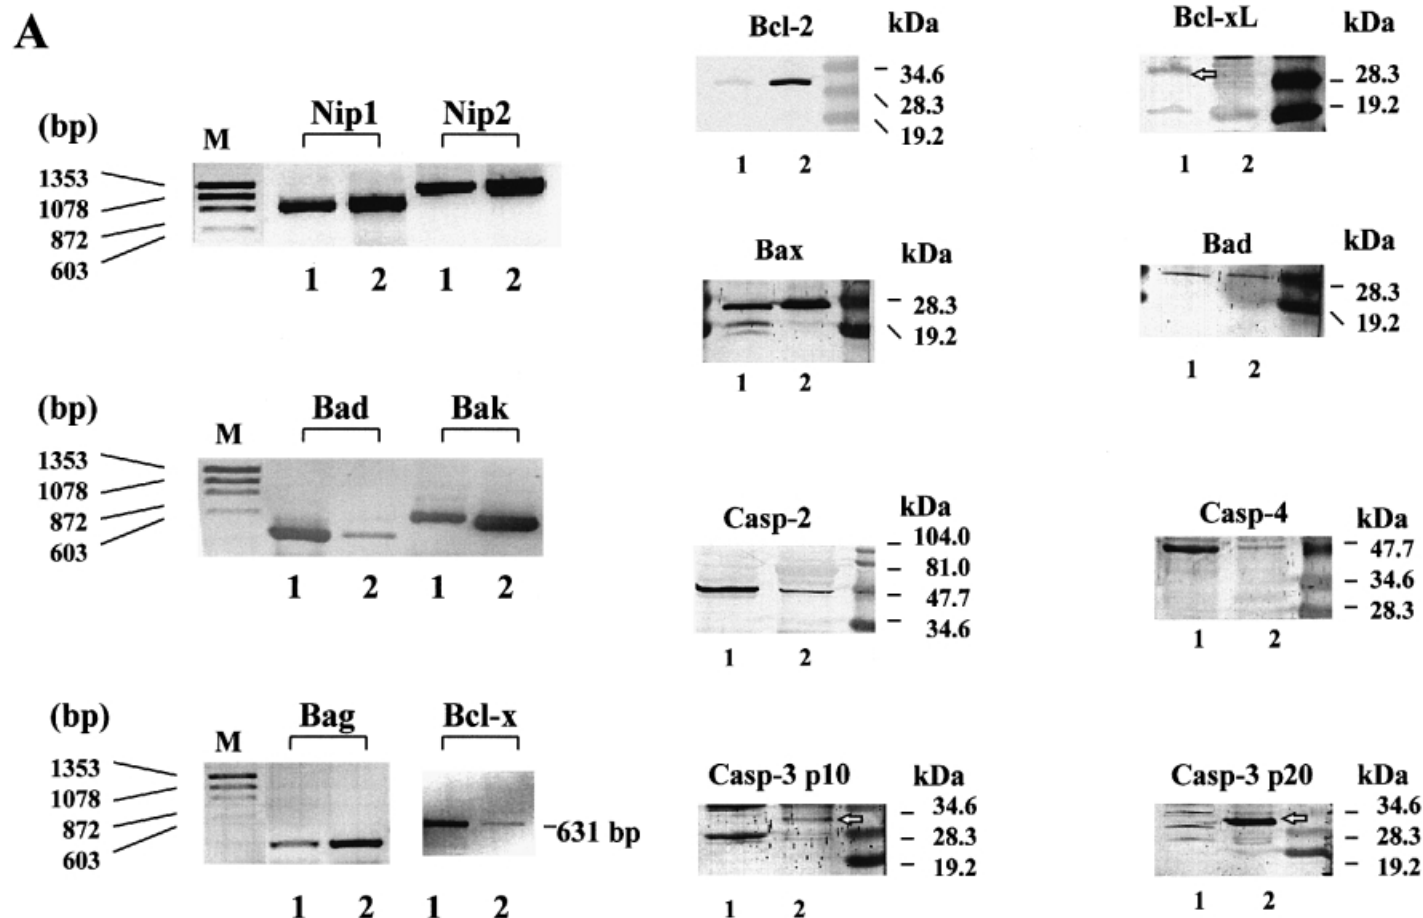 A
(bp)
M
Nip1
Nip2
1353
1078
872
603
1 2 1 2
(bp)
M
Bad
Bak
1353
1078
872
603
1 2 1 2
(bp)
M
Bag
Bcl-x
1353
1078
872
603
631 bp
1 2 1 2
Bcl-2
kDa
34.6
28.3
19.2
1 2
Bcl-xL
kDa
28.3
19.2
1 2
Bax
kDa
28.3
19.2
1 2
Bad
kDa
28.3
19.2
1 2
Casp-2
kDa
104.0
81.0
47.7
34.6
1 2
Casp-4
kDa
47.7
34.6
28.3
1 2
Casp-3 p10
kDa
34.6
28.3
19.2
1 2
Casp-3 p20
kDa
34.6
28.3
19.2
1 2